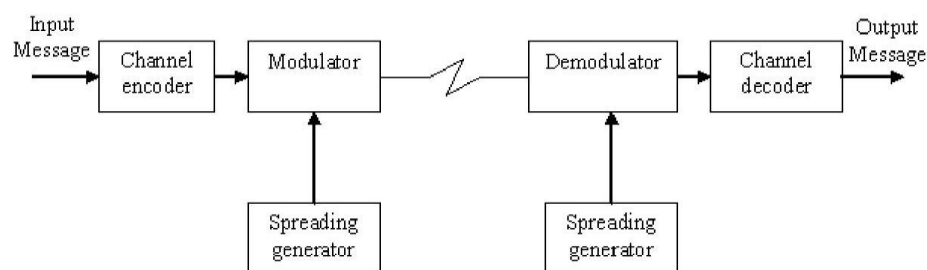 Input
Message
Channel
encoder
Modulator
Demodulator
Channel
decoder
Output
Message
Spreading
generator
Spreading
generator